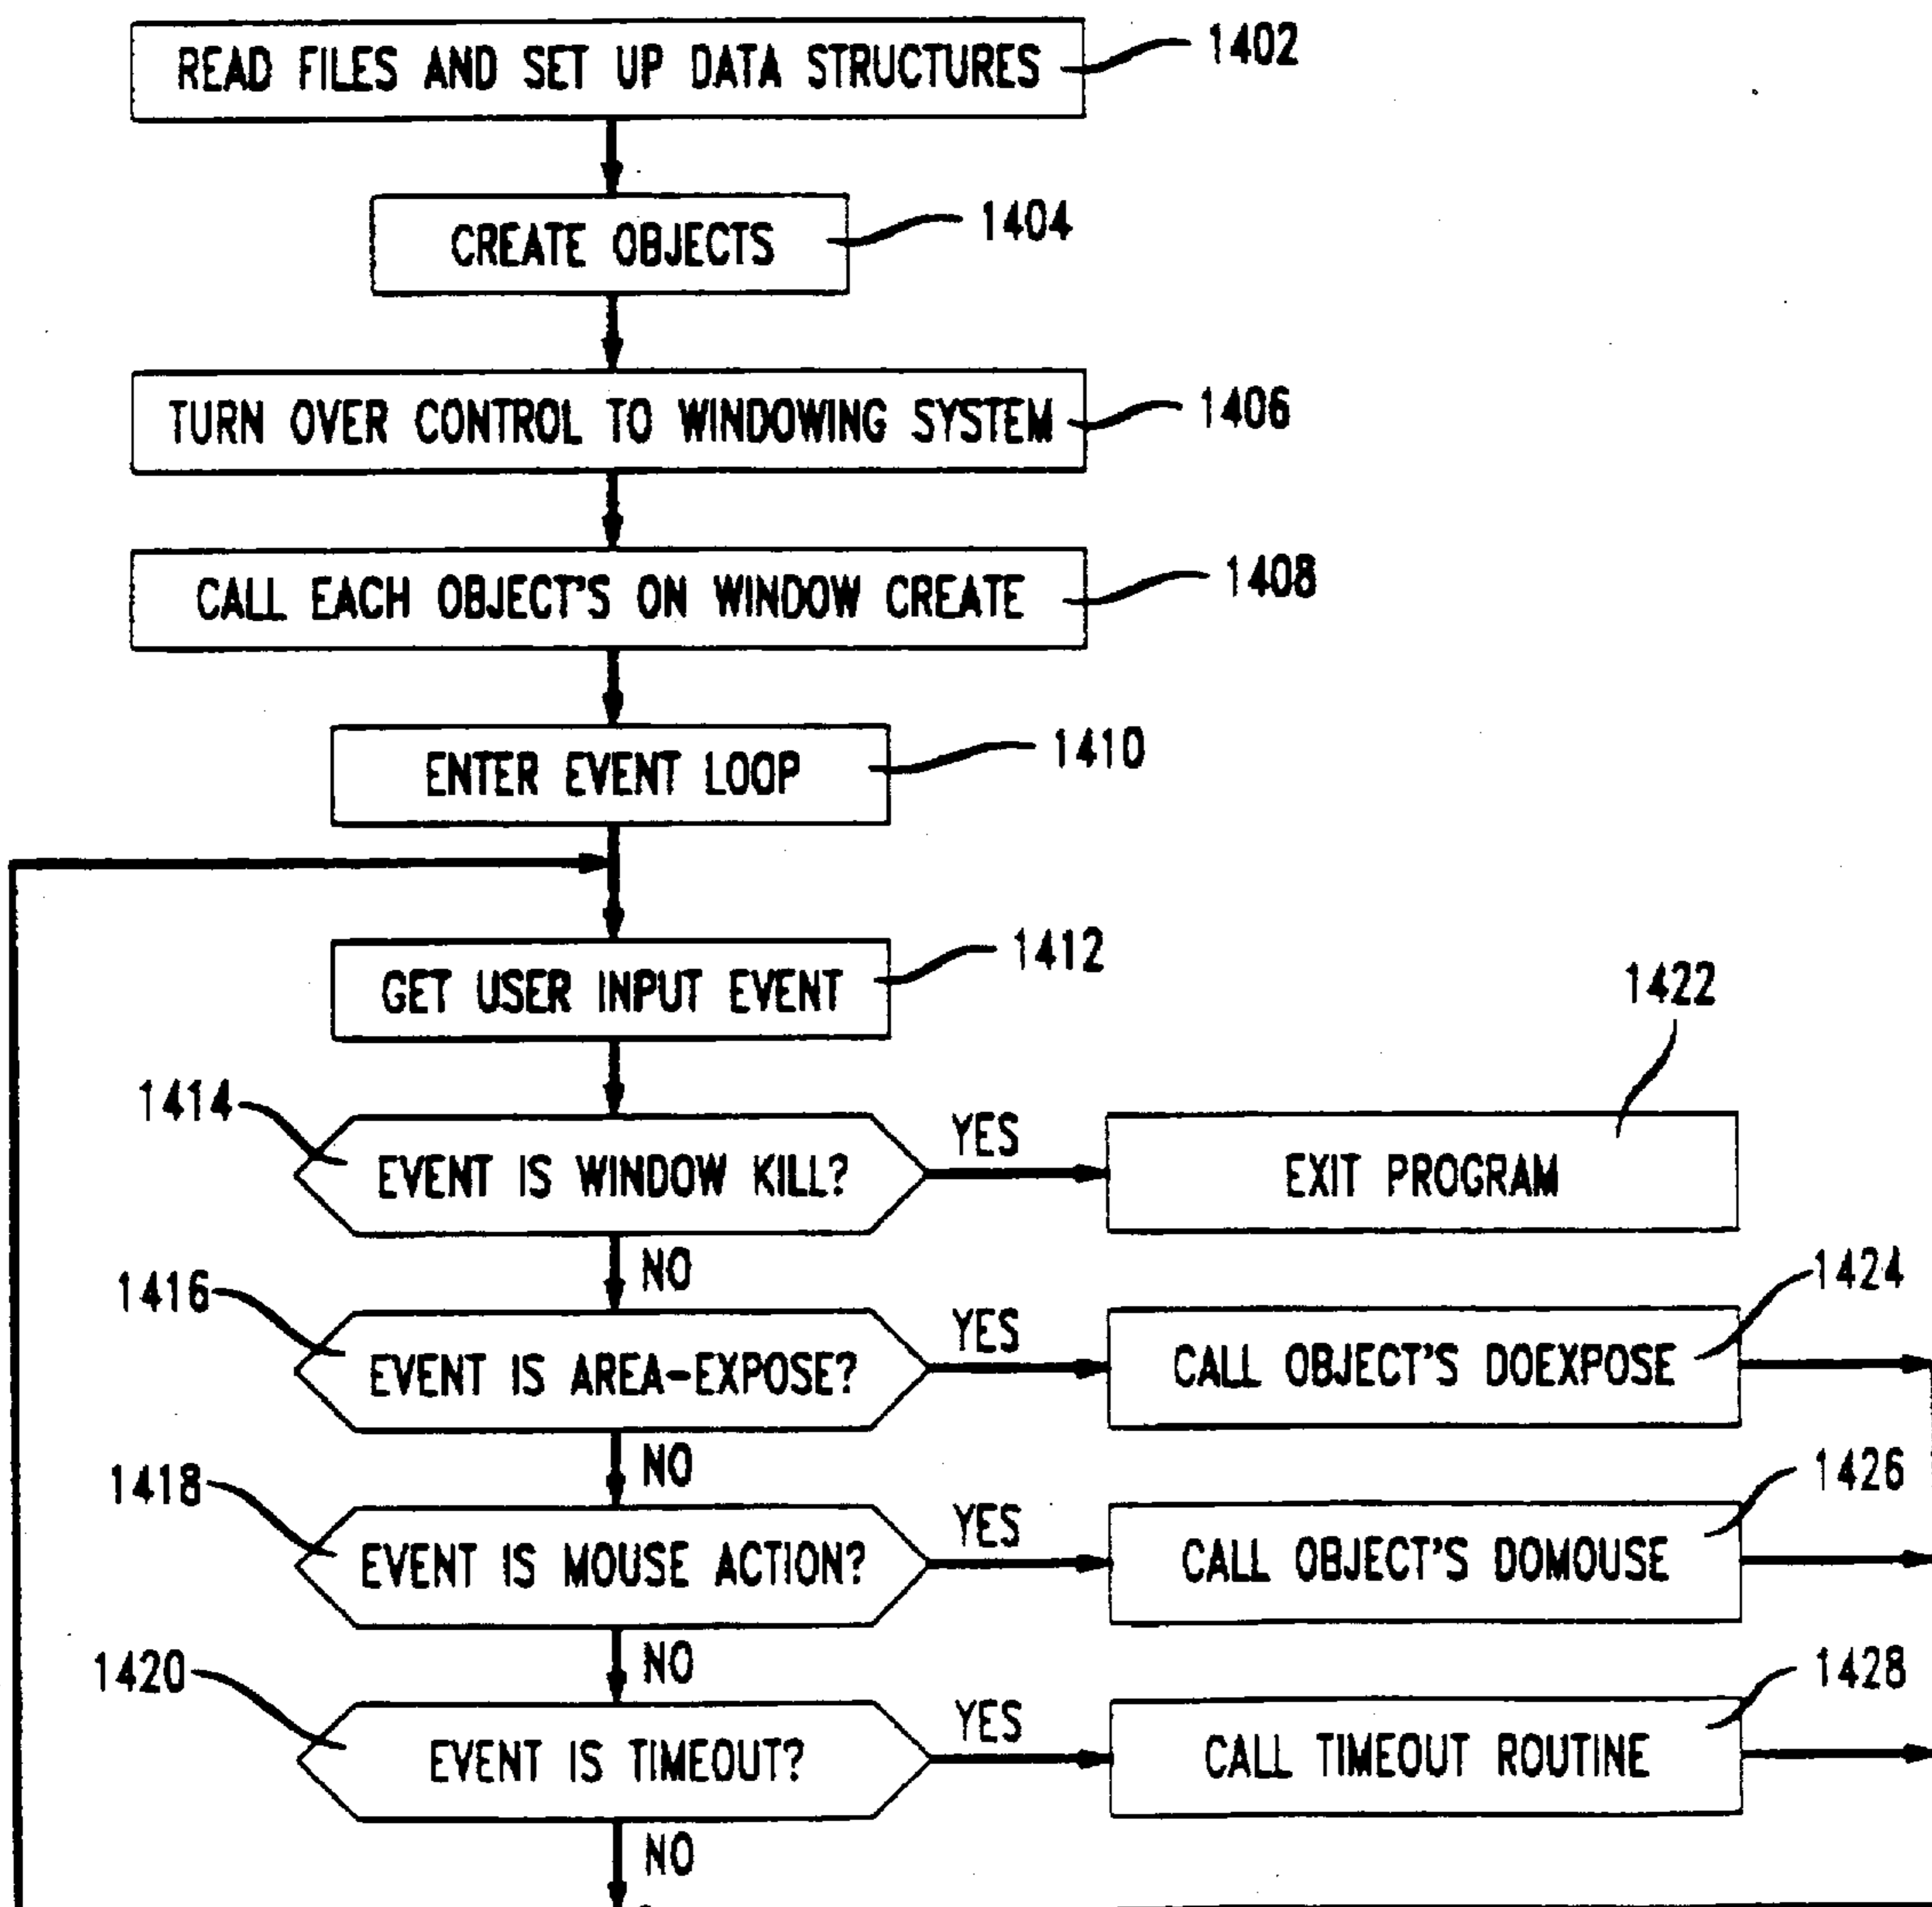 READ FILES AND SET UP DATA STRUCTURES
1402
CREATE OBJECTS
1404
TURN OVER CONTROL TO WINDOWING SYSTEM
1406
CALL EACH OBJECT'S ON WINDOW CREATE
1408
ENTER EVENT LOOP
1410
GET USER INPUT EVENT
1412
1422
1414
EVENT IS WINDOW KILL?
YES
EXIT PROGRAM
NO
1416
EVENT IS AREA-EXPOSE?
YES
CALL OBJECT'S DOEXPOSE
1424
NO
1418
EVENT IS MOUSE ACTION?
YES
CALL OBJECT'S DOMOUSE
1426
NO
1420
EVENT IS TIMEOUT?
YES
CALL TIMEOUT ROUTINE
1428
NO